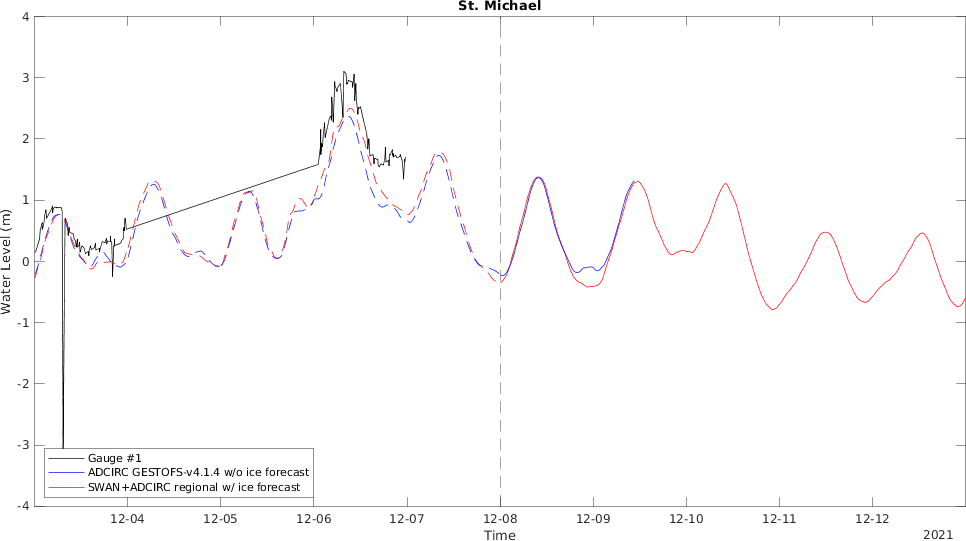 St. Michael
4
3
2
1
0
-1
-2
-3
-4
Water Level (m)
Gauge #1
ADCIRC GESTOFS-v4.1.4 w/o ice forecast
SWAN+ADCIRC regional w/ ice forecast
12-04 12-05 12-06 12-07 12-08 12-09 12-10 12-11 12-12
Time
2021